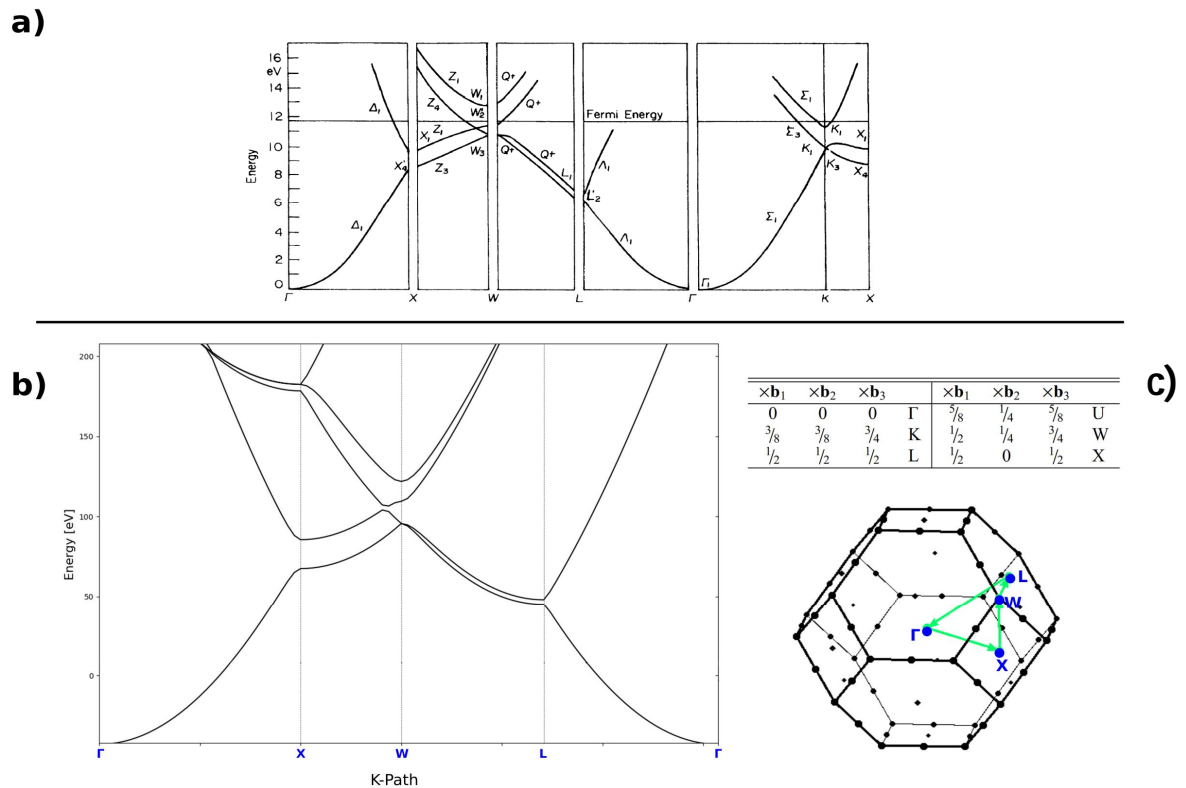 a)
16
eV
14
12
10
8
6
4
2
0
Energy
Δ₁
Δ₁
X₁
X₄'
Z₁
Z₄
Z₁
Z₃
W₁
W₂'
W₃
Q+
Q+
Q+
Q+
L₁
L₂'
Λ₁
Λ₁
Fermi Energy
Γ₁
Σ₁
Σ₃
Σ₁
K₁
K₁
K₃
X₁
X₄'
Γ X W L Γ Γ K X
b)
200
150
100
50
0
Energy [eV]
Γ X W L Γ
K-Path
c)
×b₁ ×b₂ ×b₃ ×b₁ ×b₂ ×b₃
0 0 0 Γ 5/8 1/4 5/8 U
3/8 3/8 3/4 K 1/2 1/4 3/4 W
1/2 1/2 1/2 L 1/2 0 1/2 X
L
W
Γ
X